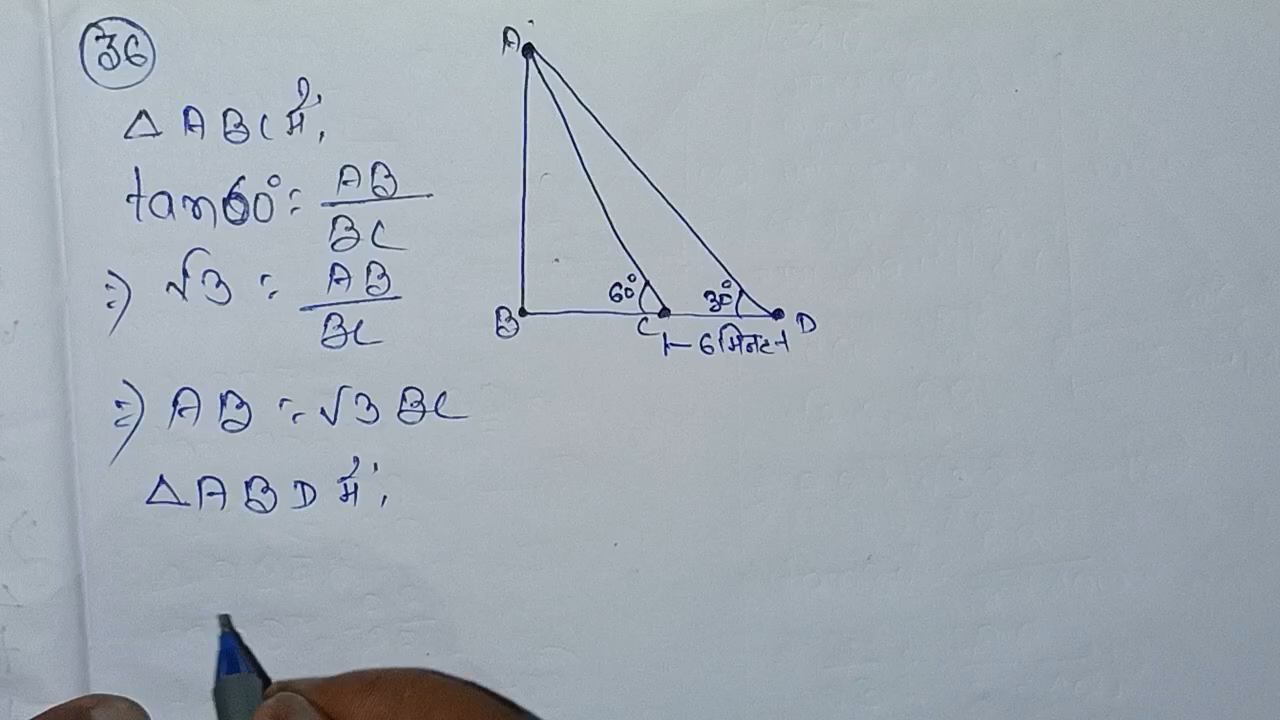 36
△ABC में,
tan60° = AB/BC
⇒ √3 = AB/BC
⇒ AB = √3 BC
△ABD में,
A
60° 30°
B C D
6 मिनट